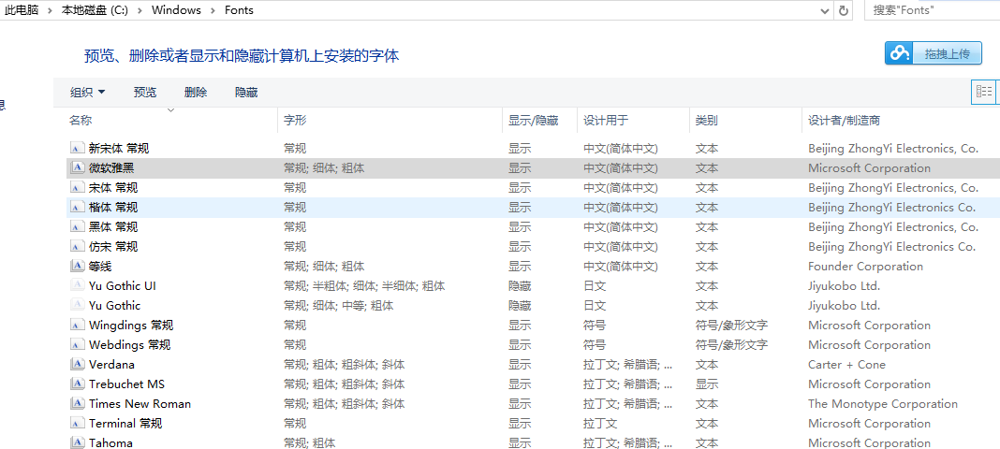 此电脑 > 本地磁盘 (C:) > Windows > Fonts 搜索"Fonts"
预览、删除或者显示和隐藏计算机上安装的字体 拖拽上传
组织 预览 删除 隐藏
息
名称 字形 显示/隐藏 设计用于 类别 设计者/制造商
新宋体 常规 常规 显示 中文(简体中文) 文本 Beijing ZhongYi Electronics, Co.
微软雅黑 常规; 细体; 粗体 显示 中文(简体中文) 文本 Microsoft Corporation
宋体 常规 常规 显示 中文(简体中文) 文本 Beijing ZhongYi Electronics, Co.
楷体 常规 常规 显示 中文(简体中文) 文本 Beijing ZhongYi Electronics Co.
黑体 常规 常规 显示 中文(简体中文) 文本 Beijing ZhongYi Electronics, Co.
仿宋 常规 常规 显示 中文(简体中文) 文本 Beijing ZhongYi Electronics Co.
等线 常规; 细体; 粗体 显示 中文(简体中文) 文本 Founder Corporation
Yu Gothic UI 常规; 半粗体; 细体; 半细体; 粗体 隐藏 日文 文本 Jiyukobo Ltd.
Yu Gothic 常规; 细体; 中等; 粗体 隐藏 日文 文本 Jiyukobo Ltd.
Wingdings 常规 常规 显示 符号 符号/象形文字 Microsoft Corporation
Webdings 常规 常规 显示 符号 符号/象形文字 Microsoft Corporation
Verdana 常规; 粗体; 粗斜体; 斜体 显示 拉丁文; 希腊语; ... 文本 Carter + Cone
Trebuchet MS 常规; 粗体; 粗斜体; 斜体 显示 拉丁文; 希腊语; ... 显示 Microsoft Corporation
Times New Roman 常规; 粗体; 粗斜体; 斜体 显示 拉丁文; 希腊语; ... 文本 The Monotype Corporation
Terminal 常规 常规 显示 拉丁文 文本 Microsoft Corporation
Tahoma 常规; 粗体 显示 拉丁文; 希腊语; ... 文本 Microsoft Corporation